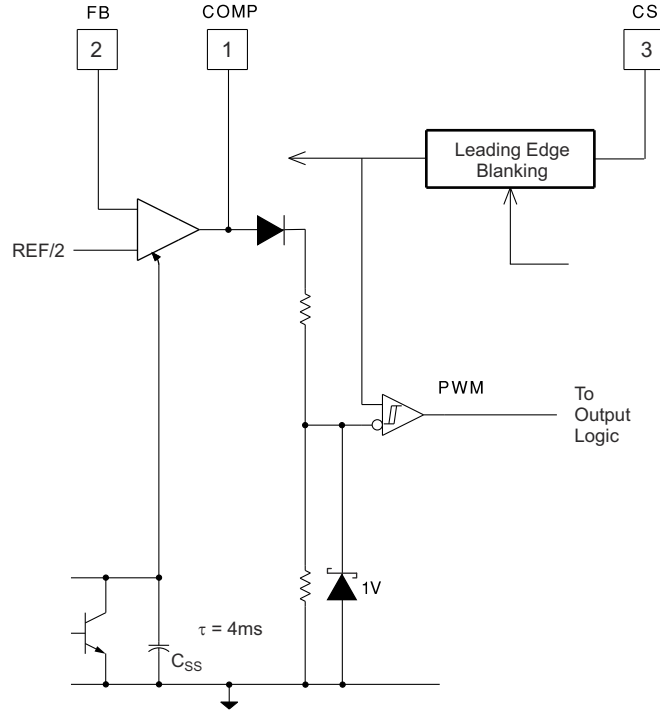 FB
COMP
CS
2
1
3
Leading Edge
Blanking
REF/2
PWM
To
Output
Logic
1V
τ = 4ms
CSS